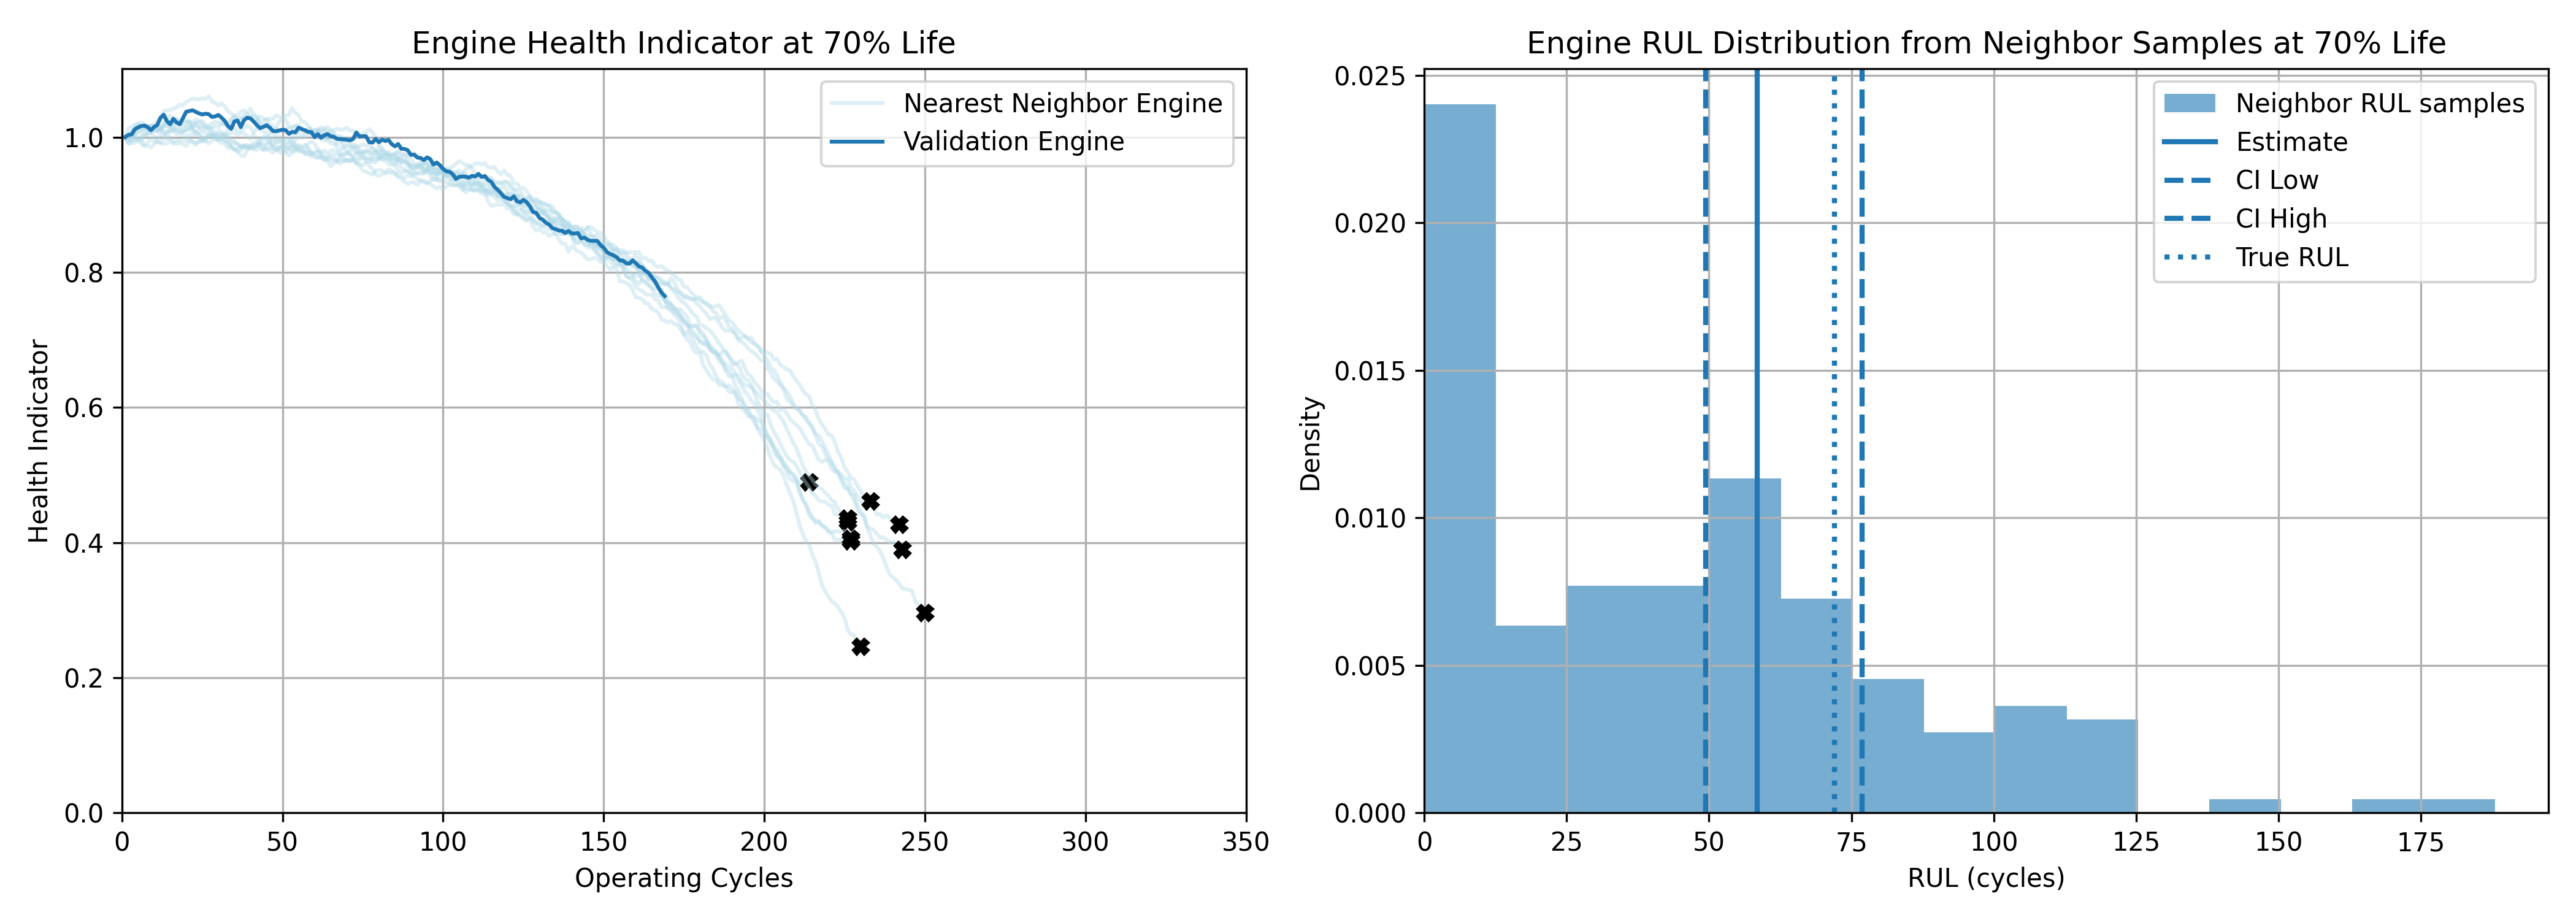 Engine Health Indicator at 70% Life
Nearest Neighbor Engine
Validation Engine
Health Indicator
1.0
0.8
0.6
0.4
0.2
0.0
0 50 100 150 200 250 300 350
Operating Cycles
Engine RUL Distribution from Neighbor Samples at 70% Life
Neighbor RUL samples
Estimate
CI Low
CI High
True RUL
Density
0.025
0.020
0.015
0.010
0.005
0.000
0 25 50 75 100 125 150 175
RUL (cycles)